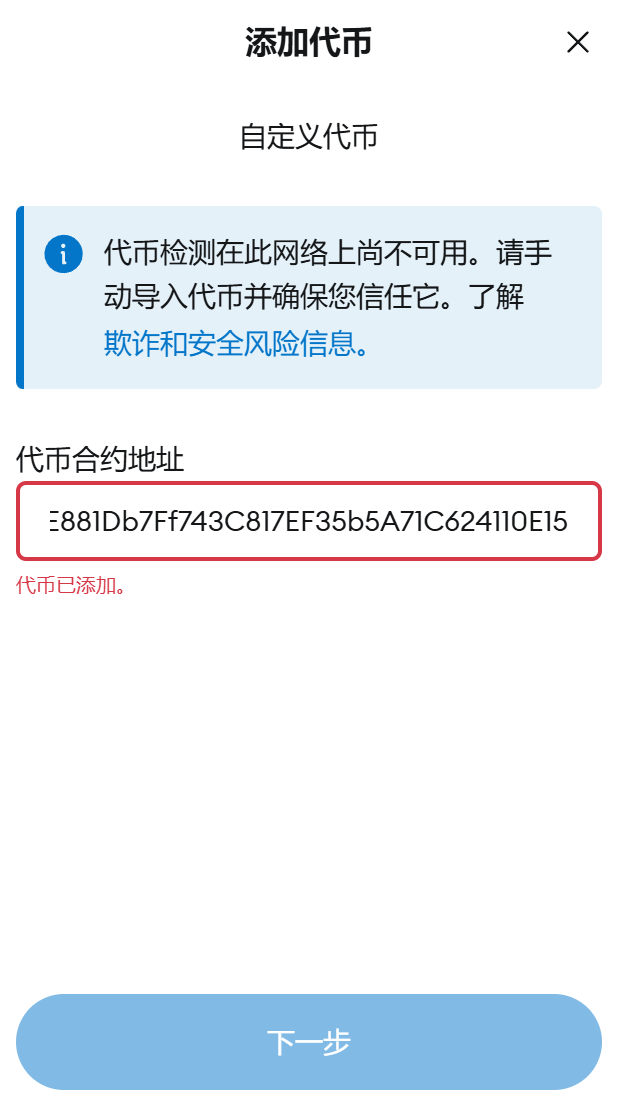 添加代币
自定义代币
代币检测在此网络上尚不可用。请手
动导入代币并确保您信任它。了解
欺诈和安全风险信息。
代币合约地址
E881Db7Ff743C817EF35b5A71C624110E15
代币已添加。
下一步